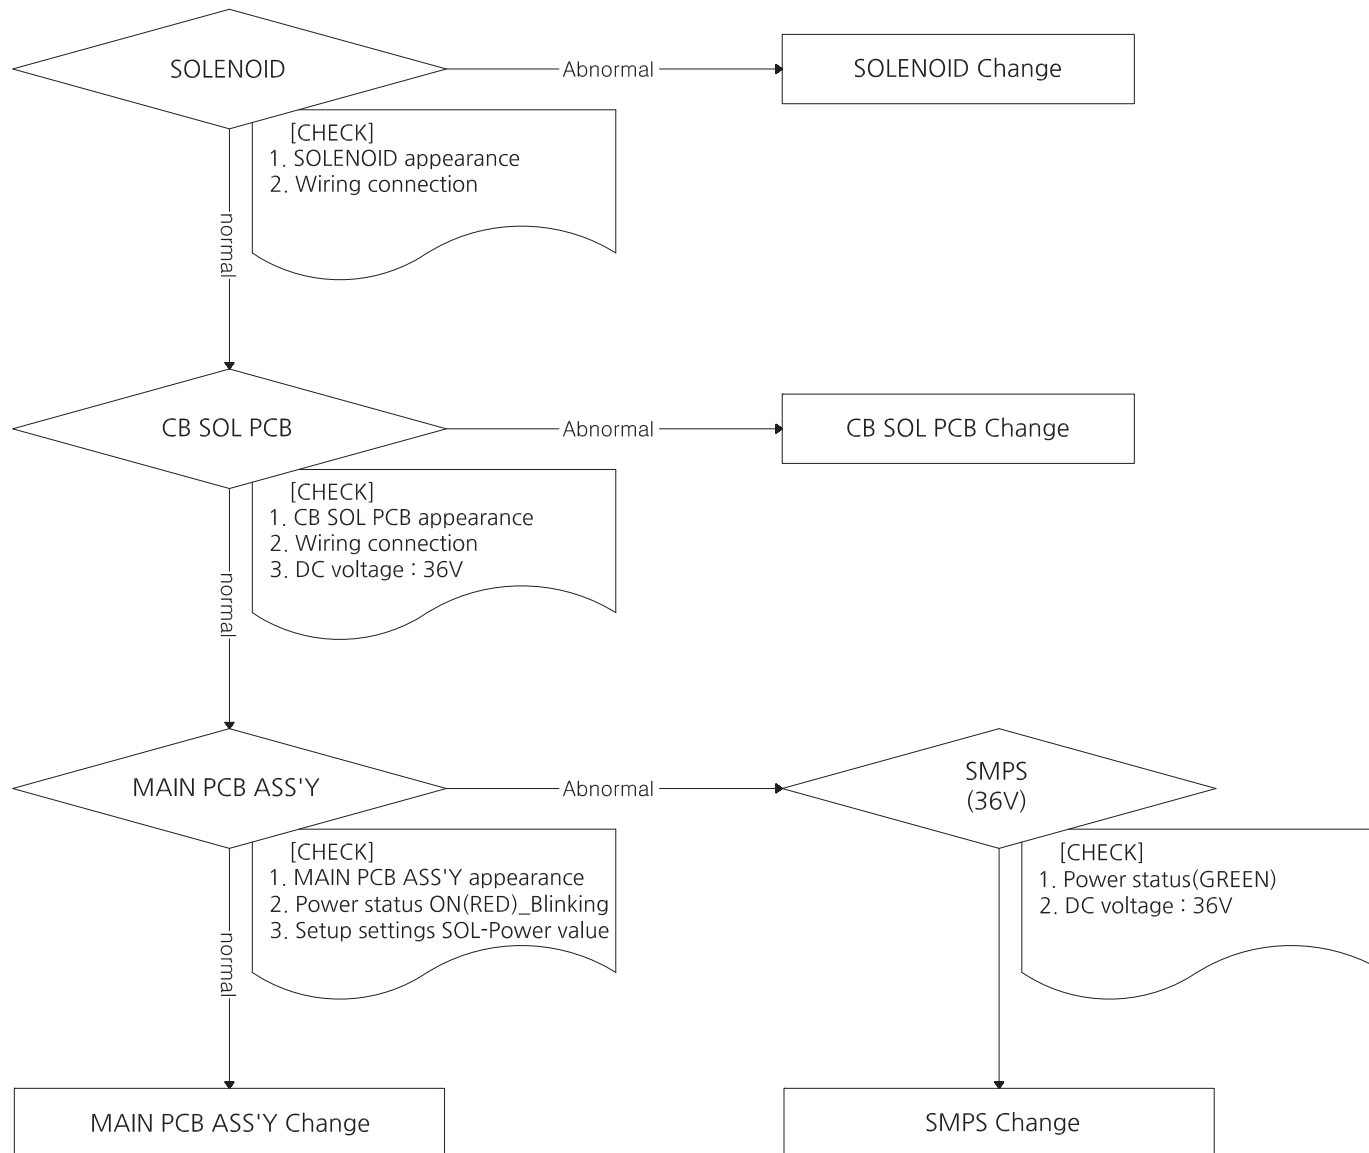 SOLENOID
Abnormal
SOLENOID Change
[CHECK]
1. SOLENOID appearance
2. Wiring connection
normal
CB SOL PCB
Abnormal
CB SOL PCB Change
[CHECK]
1. CB SOL PCB appearance
2. Wiring connection
3. DC voltage : 36V
normal
MAIN PCB ASS'Y
Abnormal
SMPS
(36V)
[CHECK]
1. MAIN PCB ASS'Y appearance
2. Power status ON(RED)_Blinking
3. Setup settings SOL-Power value
normal
[CHECK]
1. Power status(GREEN)
2. DC voltage : 36V
MAIN PCB ASS'Y Change
SMPS Change